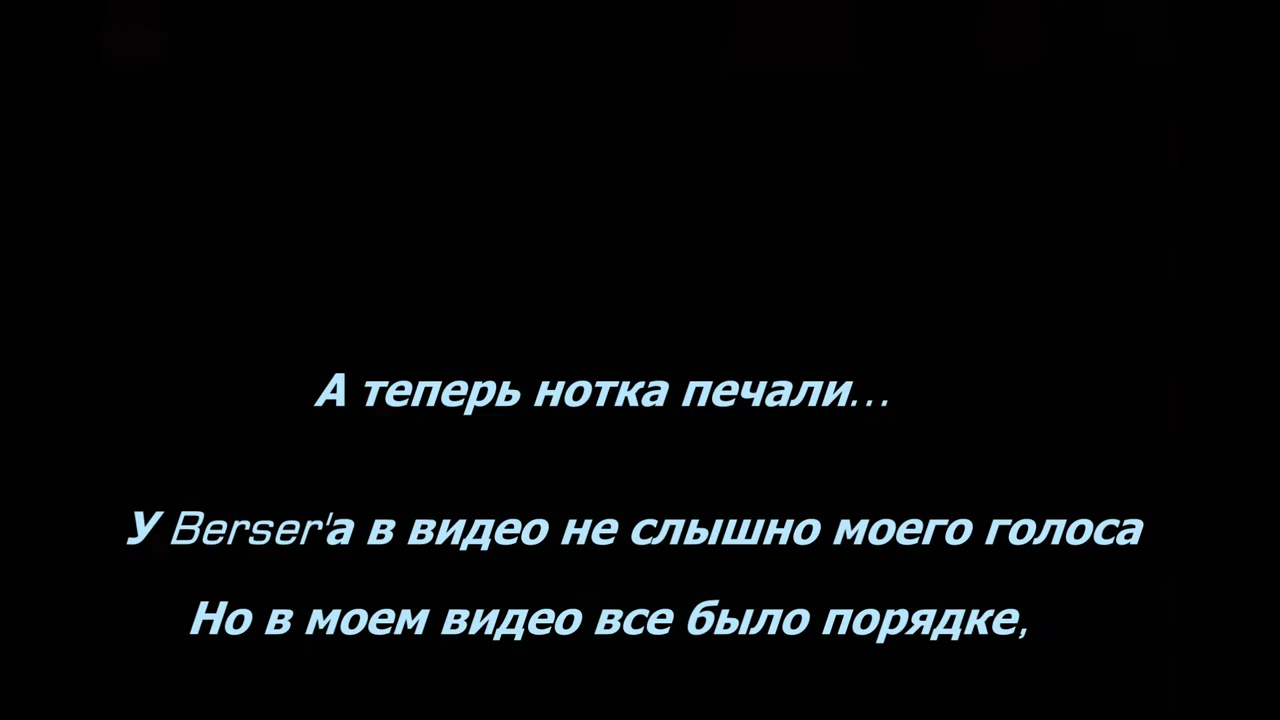 А теперь нотка печали...
У Berser'а в видео не слышно моего голоса
Но в моем видео все было порядке,